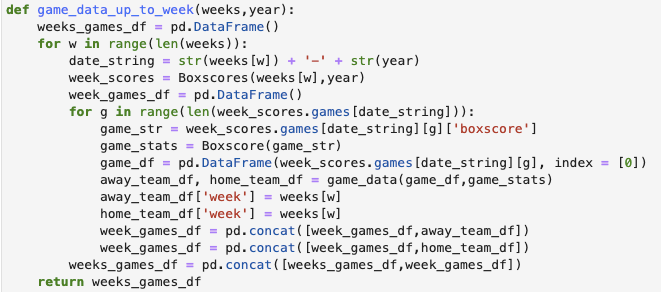 def game_data_up_to_week(weeks,year):
    weeks_games_df = pd.DataFrame()
    for w in range(len(weeks)):
        date_string = str(weeks[w]) + '-' + str(year)
        week_scores = Boxscores(weeks[w],year)
        week_games_df = pd.DataFrame()
        for g in range(len(week_scores.games[date_string])):
            game_str = week_scores.games[date_string][g]['boxscore']
            game_stats = Boxscore(game_str)
            game_df = pd.DataFrame(week_scores.games[date_string][g], index = [0])
            away_team_df, home_team_df = game_data(game_df,game_stats)
            away_team_df['week'] = weeks[w]
            home_team_df['week'] = weeks[w]
            week_games_df = pd.concat([week_games_df,away_team_df])
            week_games_df = pd.concat([week_games_df,home_team_df])
        weeks_games_df = pd.concat([weeks_games_df,week_games_df])
    return weeks_games_df